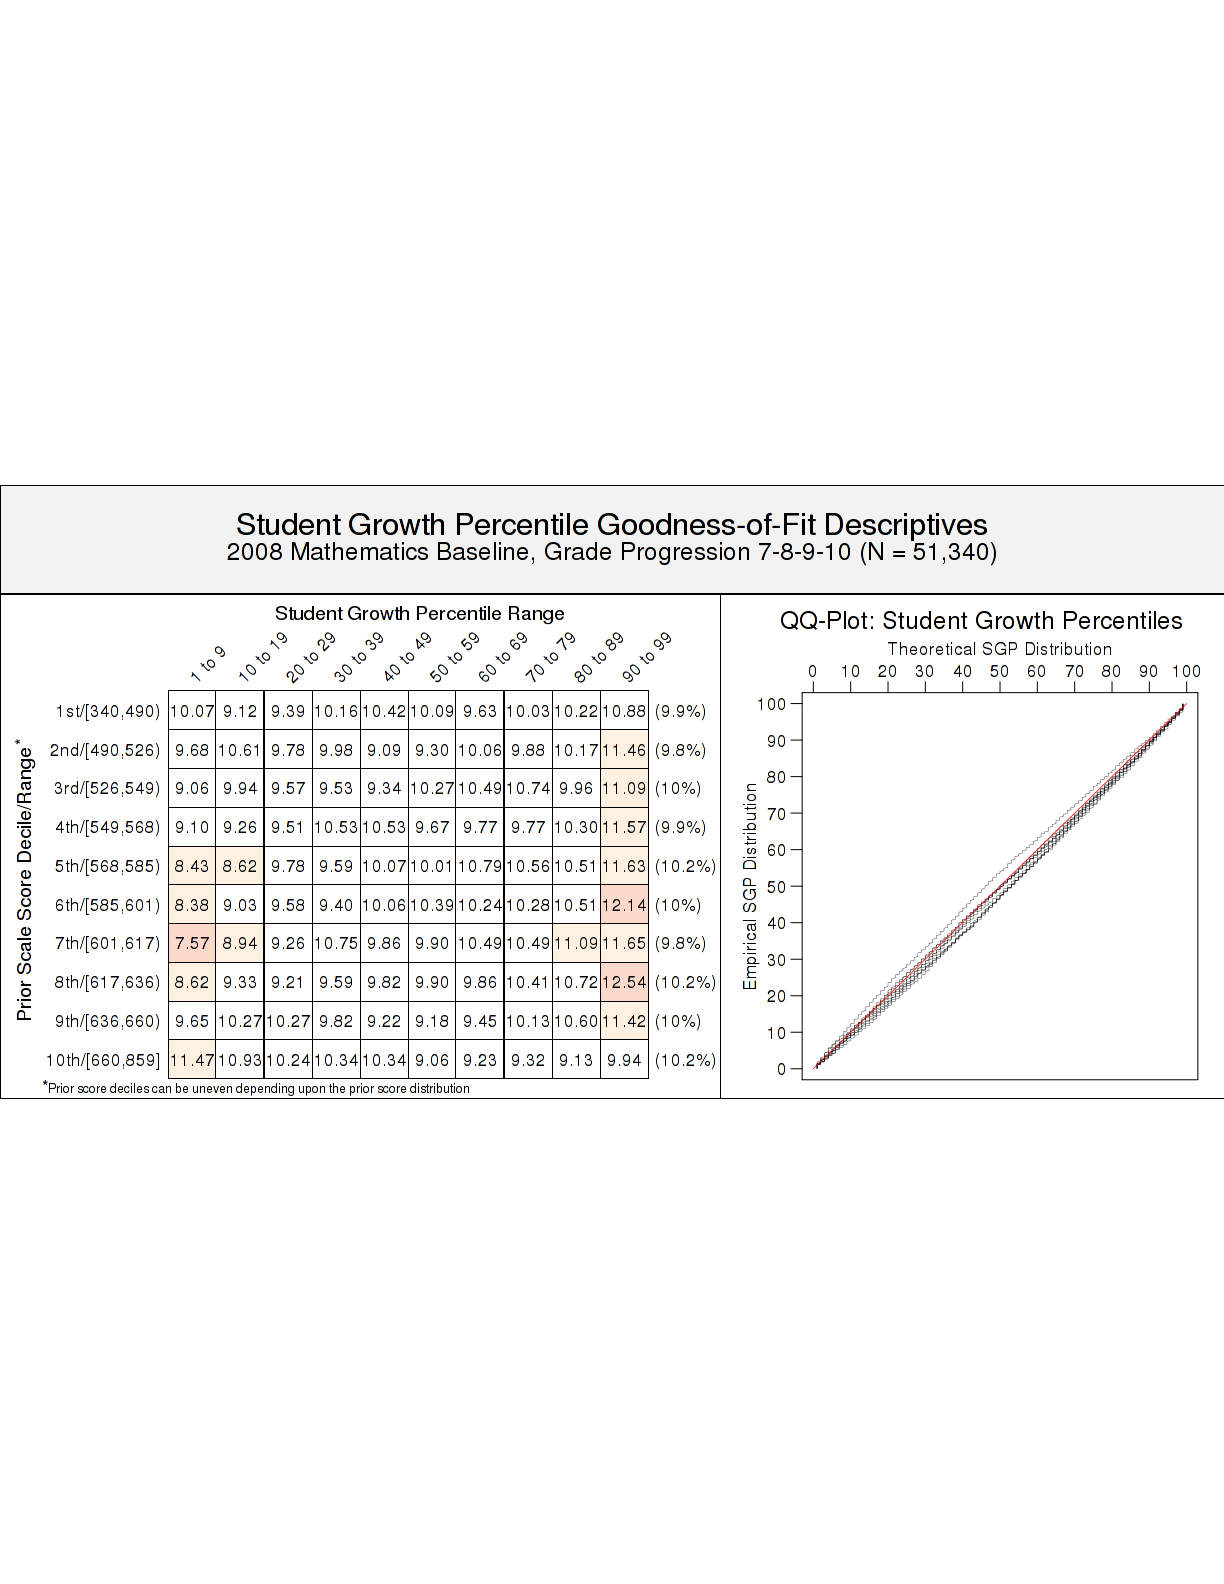 Student Growth Percentile Goodness-of-Fit Descriptives
2008 Mathematics Baseline, Grade Progression 7-8-9-10 (N = 51,340)
Student Growth Percentile Range
1 to 9 10 to 19 20 to 29 30 to 39 40 to 49 50 to 59 60 to 69 70 to 79 80 to 89 90 to 99
Prior Scale Score Decile/Range*
1st/[340,490) 10.07 9.12 9.39 10.16 10.42 10.09 9.63 10.03 10.22 10.88 (9.9%)
2nd/[490,526) 9.68 10.61 9.78 9.98 9.09 9.30 10.06 9.88 10.17 11.46 (9.8%)
3rd/[526,549) 9.06 9.94 9.57 9.53 9.34 10.27 10.49 10.74 9.96 11.09 (10%)
4th/[549,568) 9.10 9.26 9.51 10.53 10.53 9.67 9.77 9.77 10.30 11.57 (9.9%)
5th/[568,585) 8.43 8.62 9.78 9.59 10.07 10.01 10.79 10.56 10.51 11.63 (10.2%)
6th/[585,601) 8.38 9.03 9.58 9.40 10.06 10.39 10.24 10.28 10.51 12.14 (10%)
7th/[601,617) 7.57 8.94 9.26 10.75 9.86 9.90 10.49 10.49 11.09 11.65 (9.8%)
8th/[617,636) 8.62 9.33 9.21 9.59 9.82 9.90 9.86 10.41 10.72 12.54 (10.2%)
9th/[636,660) 9.65 10.27 10.27 9.82 9.22 9.18 9.45 10.13 10.60 11.42 (10%)
10th/[660,859] 11.47 10.93 10.24 10.34 10.34 9.06 9.23 9.32 9.13 9.94 (10.2%)
*Prior score deciles can be uneven depending upon the prior score distribution
QQ-Plot: Student Growth Percentiles
Theoretical SGP Distribution
0 10 20 30 40 50 60 70 80 90 100
Empirical SGP Distribution
100
90
80
70
60
50
40
30
20
10
0